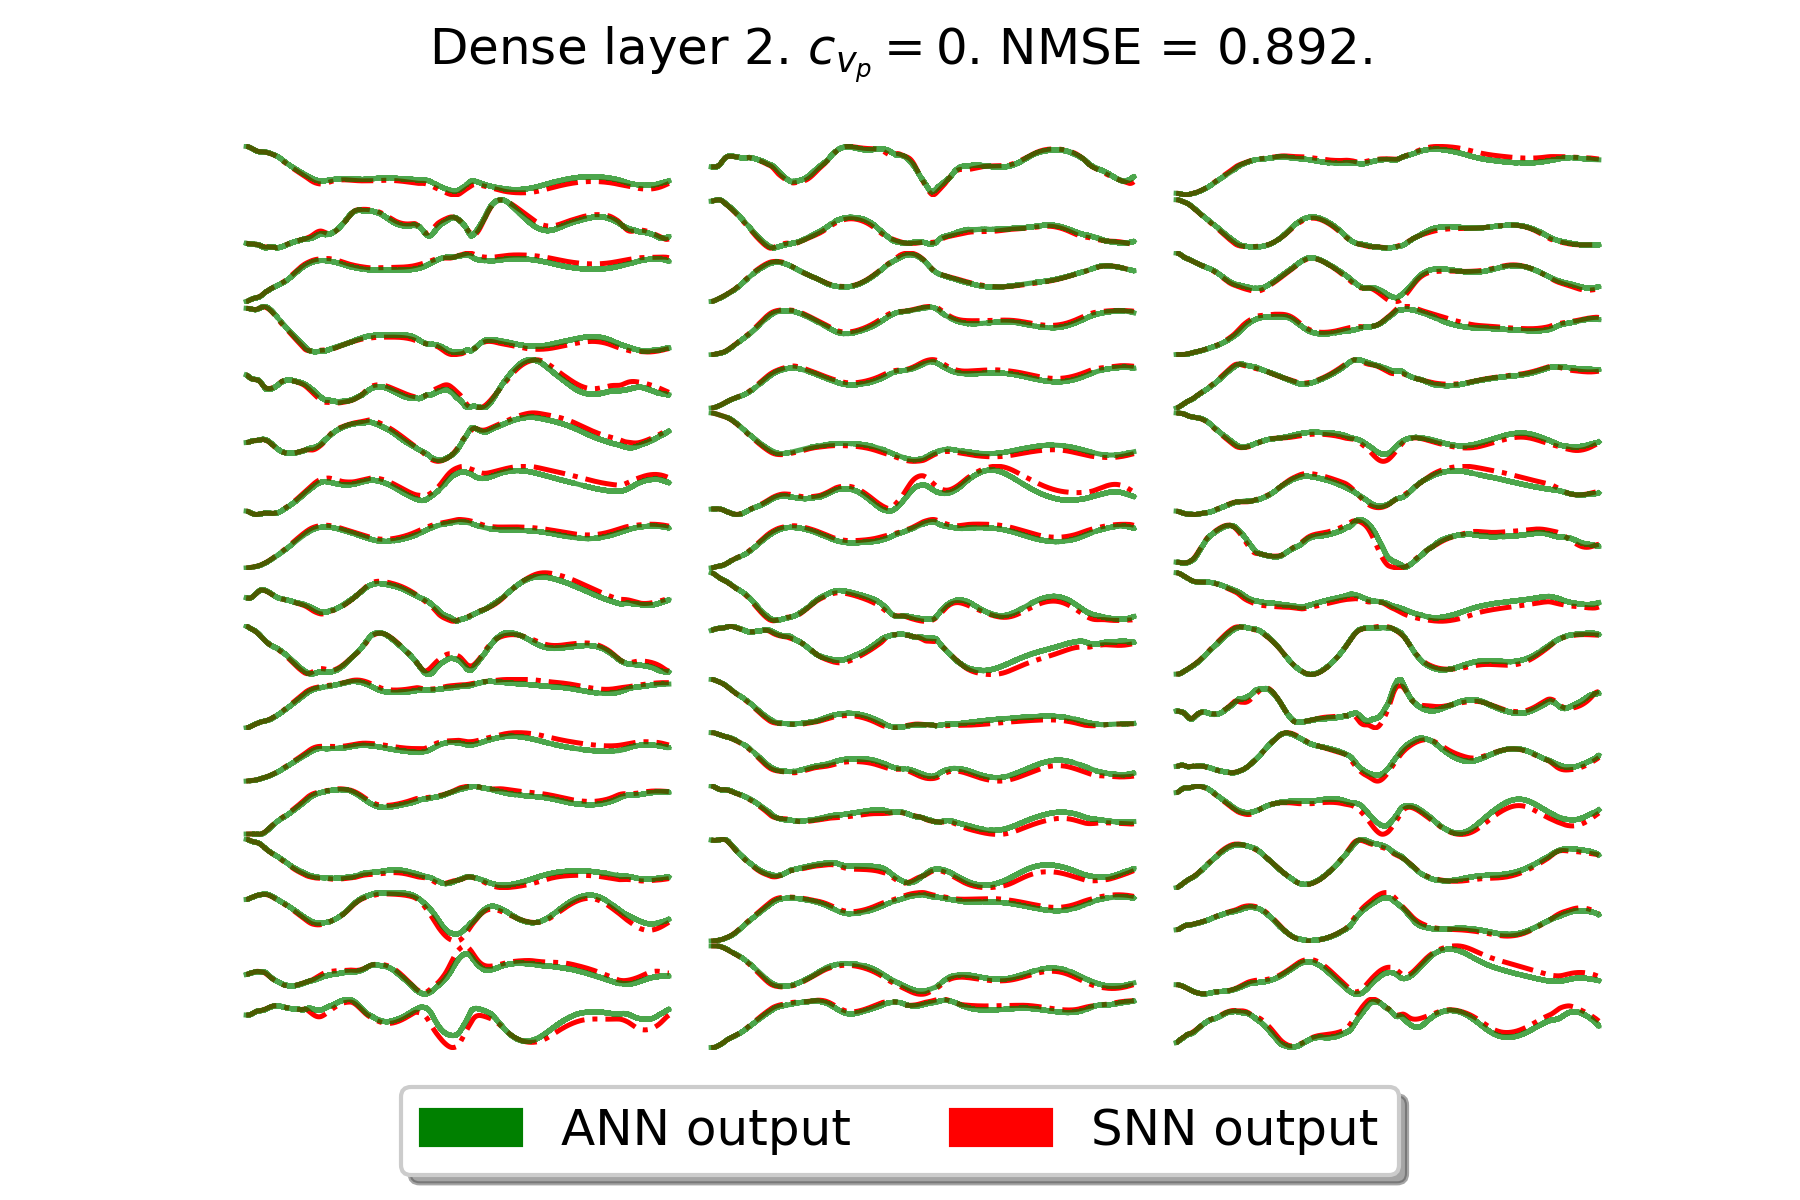 Dense layer 2. $c_{v_p} = 0$. NMSE = 0.892.
ANN output
SNN output